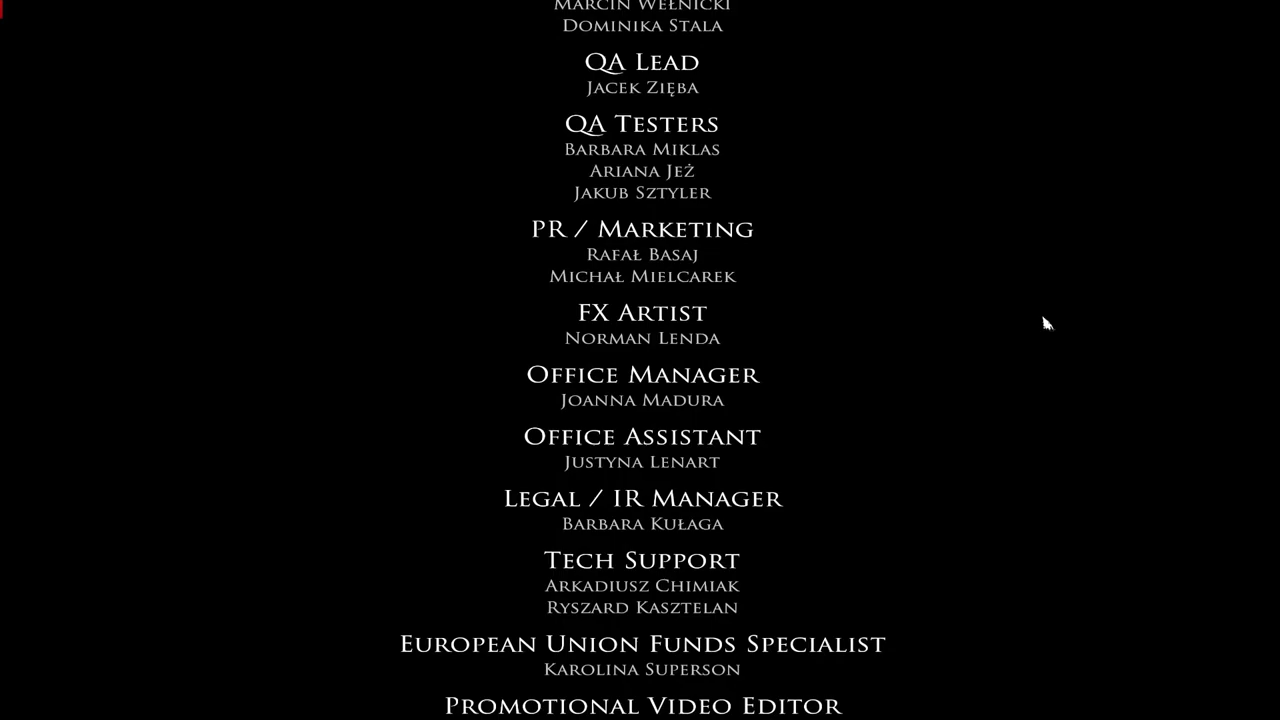 Marcin Wełnicki
Dominika Stala
QA Lead
Jacek Zięba
QA Testers
Barbara Miklas
Ariana Jeż
Jakub Sztyler
PR / Marketing
Rafał Basaj
Michał Mielcarek
FX Artist
Norman Lenda
Office Manager
Joanna Madura
Office Assistant
Justyna Lenart
Legal / IR Manager
Barbara Kułaga
Tech Support
Arkadiusz Chimiak
Ryszard Kasztelan
European Union Funds Specialist
Karolina Superson
Promotional Video Editor